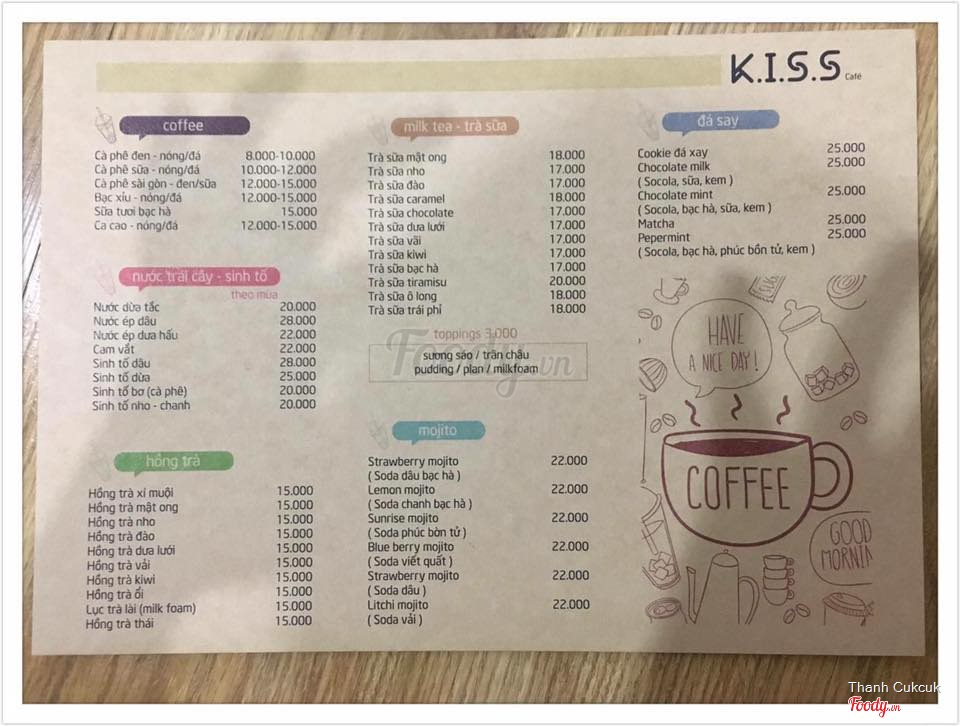 K.I.S.S Café
coffee
Cà phê đen - nóng/đá 8.000-10.000
Cà phê sữa - nóng/đá 10.000-12.000
Cà phê sài gòn - đen/sữa 12.000-15.000
Bạc xỉu - nóng/đá 12.000-15.000
Sữa tươi bạc hà 15.000
Ca cao - nóng/đá 12.000-15.000
nước trái cây - sinh tố
theo mùa
Nước dừa tắc 20.000
Nước ép dâu 28.000
Nước ép dưa hấu 22.000
Cam vắt 22.000
Sinh tố dâu 28.000
Sinh tố dừa 25.000
Sinh tố bơ (cà phê) 20.000
Sinh tố nho - chanh 20.000
hồng trà
Hồng trà xí muội 15.000
Hồng trà mật ong 15.000
Hồng trà nho 15.000
Hồng trà đào 15.000
Hồng trà dưa lưới 15.000
Hồng trà vải 15.000
Hồng trà kiwi 15.000
Hồng trà ổi 15.000
Lục trà lài (milk foam) 15.000
Hồng trà thái 15.000
milk tea - trà sữa
Trà sữa mật ong 18.000
Trà sữa nho 17.000
Trà sữa đào 17.000
Trà sữa caramel 18.000
Trà sữa chocolate 17.000
Trà sữa dưa lưới 17.000
Trà sữa vãi 17.000
Trà sữa kiwi 17.000
Trà sữa bạc hà 17.000
Trà sữa tiramisu 20.000
Trà sữa ô long 18.000
Trà sữa trái phỉ 18.000
toppings 3.000
sương sáo / trân châu
pudding / plan / milkfoam
Foody.vn
mojito
Strawberry mojito 22.000
( Soda dâu bạc hà )
Lemon mojito 22.000
( Soda chanh bạc hà )
Sunrise mojito 22.000
( Soda phúc bòn tử )
Blue berry mojito 22.000
( Soda viết quất )
Strawberry mojito 22.000
( Soda dâu )
Litchi mojito 22.000
( Soda vải )
đá say
Cookie đá xay 25.000
Chocolate milk 25.000
( Socola, sữa, kem )
Chocolate mint 25.000
( Socola, bạc hà, sữa, kem )
Matcha 25.000
Pepermint 25.000
( Socola, bạc hà, phúc bồn tử, kem )
HAVE
A NICE DAY!
COFFEE
GOOD
MORNIN
Thanh Cukcuk
Foody.vn